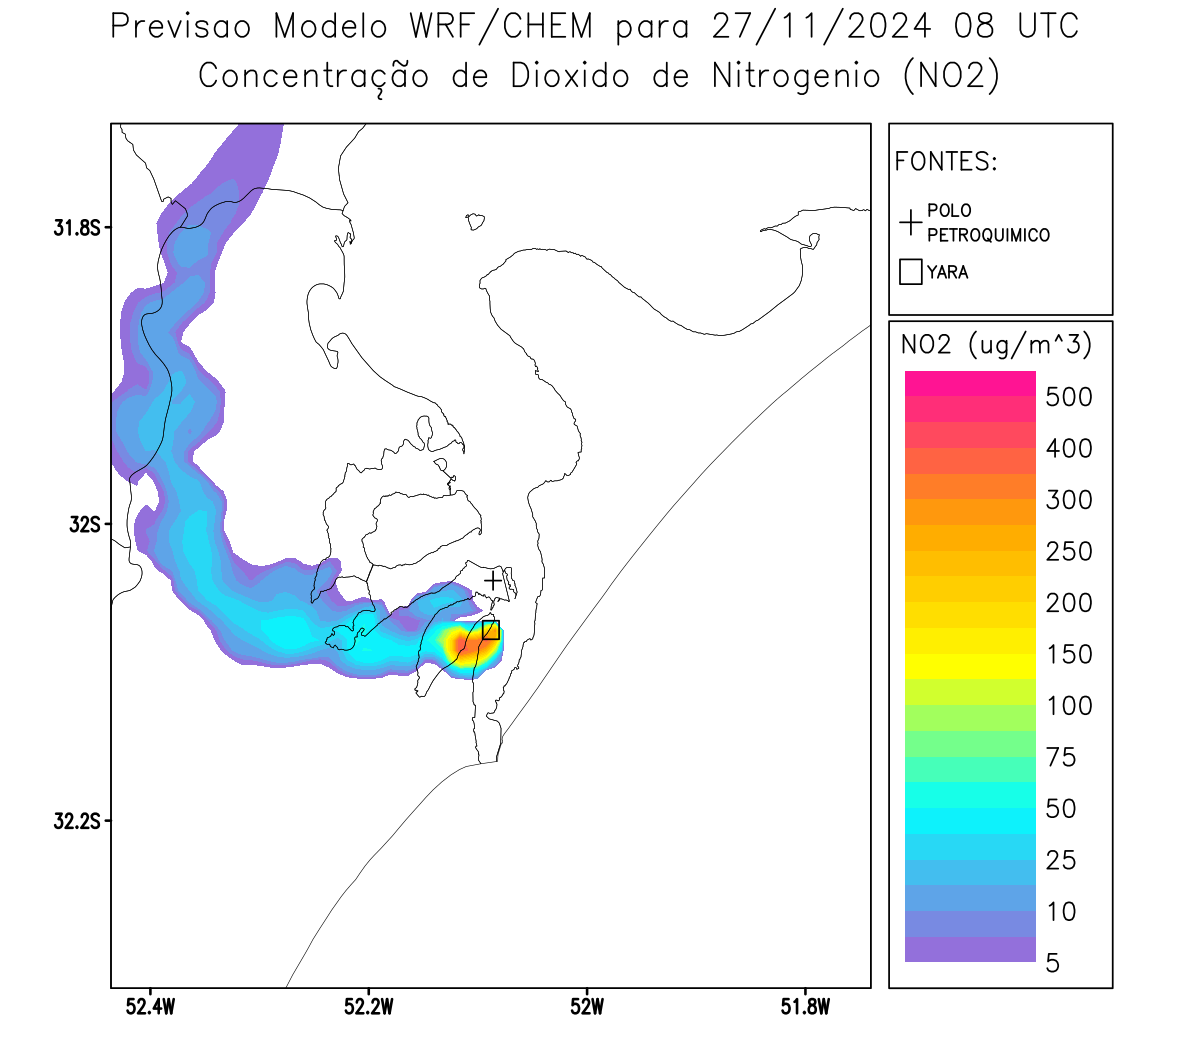 Previsao Modelo WRF/CHEM para 27/11/2024 08 UTC
Concentração de Dioxido de Nitrogenio (NO2)
FONTES:
POLO
PETROQUIMICO
YARA
NO2 (ug/m^3)
500
400
300
250
200
150
100
75
50
25
10
5
31.8S
32S
32.2S
52.4W
52.2W
52W
51.8W